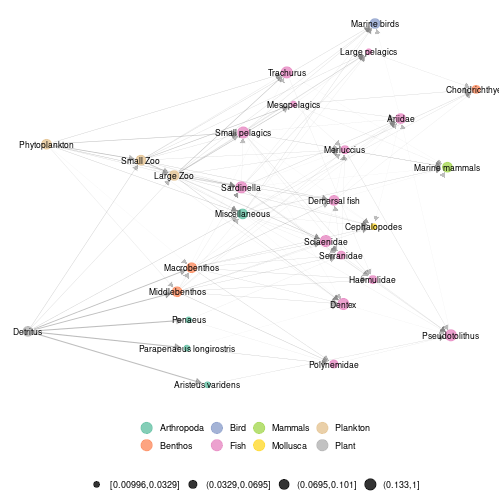 Marine birds
Large pelagics
Trachurus
Chondrichthye
Mesopelagics
Ariidae
Small pelagics
Phytoplankton
Merluccius
Small Zoo
Marine mammals
Large Zoo
Sardinella
Demersal fish
Miscellaneous
Cephalopodes
Sciaenidae
Serranidae
Macrobenthos
Haemulidae
Middlebenthos
Dentex
Penaeus
Detritus
Pseudotolithus
Parapenaeus longirostris
Polynemidae
Aristeus varidens
Arthropoda Bird Mammals Plankton
Benthos Fish Mollusca Plant
[0.00996,0.0329] (0.0329,0.0695] (0.0695,0.101] (0.133,1]